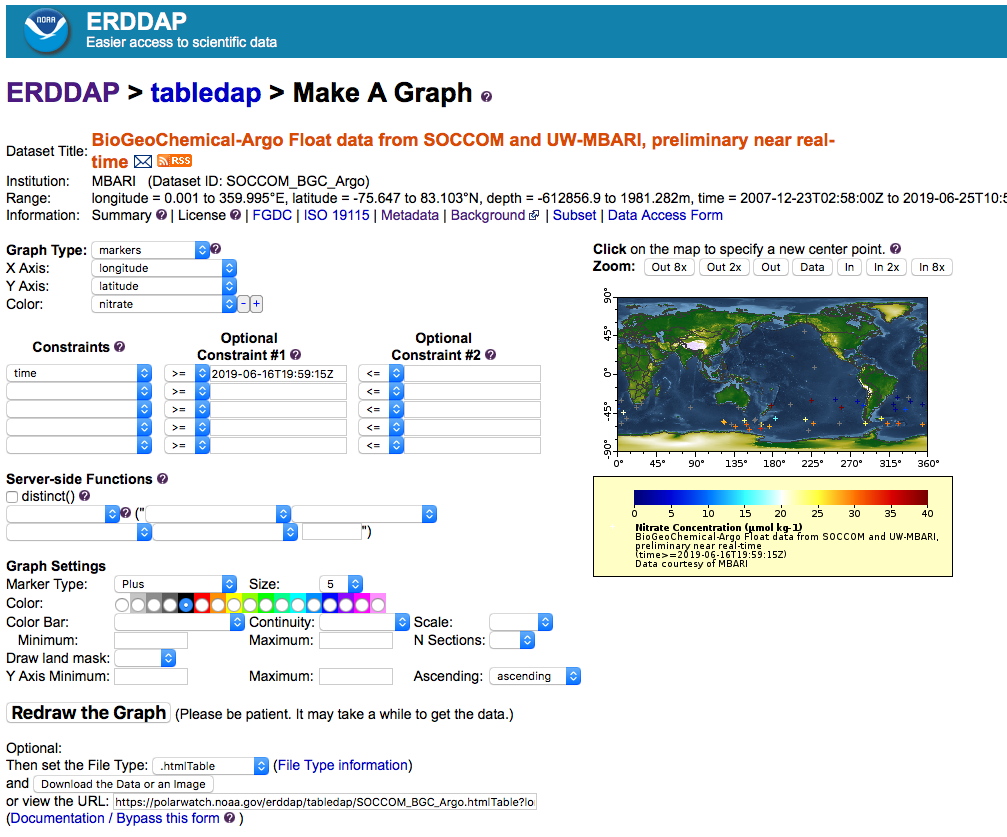 NOAA
ERDDAP
Easier access to scientific data
ERDDAP > tabledap > Make A Graph ?
Dataset Title: BioGeoChemical-Argo Float data from SOCCOM and UW-MBARI, preliminary near real-
time RSS
Institution: MBARI (Dataset ID: SOCCOM_BGC_Argo)
Range: longitude = 0.001 to 359.995°E, latitude = -75.647 to 83.103°N, depth = -612856.9 to 1981.282m, time = 2007-12-23T02:58:00Z to 2019-06-25T10:5
Information: Summary ? | License ? | FGDC | ISO 19115 | Metadata | Background | Subset | Data Access Form
Graph Type: markers ?
X Axis: longitude
Y Axis: latitude
Color: nitrate - +
Click on the map to specify a new center point. ?
Zoom: Out 8x Out 2x Out Data In In 2x In 8x
Constraints ?
Optional
Constraint #1 ?
Optional
Constraint #2 ?
time >= 2019-06-16T19:59:15Z <=
>= <=
>= <=
>= <=
>= <=
90°
45°
0°
-45°
-90°
0° 45° 90° 135° 180° 225° 270° 315° 360°
0 5 10 15 20 25 30 35 40
Nitrate Concentration (µmol kg-1)
BioGeoChemical-Argo Float data from SOCCOM and UW-MBARI,
preliminary near real-time
(time>=2019-06-16T19:59:15Z)
Data courtesy of MBARI
Server-side Functions ?
distinct() ?
? ("
")
Graph Settings
Marker Type: Plus Size: 5
Color:
Color Bar: Continuity: Scale:
Minimum: Maximum: N Sections:
Draw land mask:
Y Axis Minimum: Maximum: Ascending: ascending
Redraw the Graph (Please be patient. It may take a while to get the data.)
Optional:
Then set the File Type: .htmlTable (File Type information)
and Download the Data or an Image
or view the URL: https://polarwatch.noaa.gov/erddap/tabledap/SOCCOM_BGC_Argo.htmlTable?lo
(Documentation / Bypass this form ? )